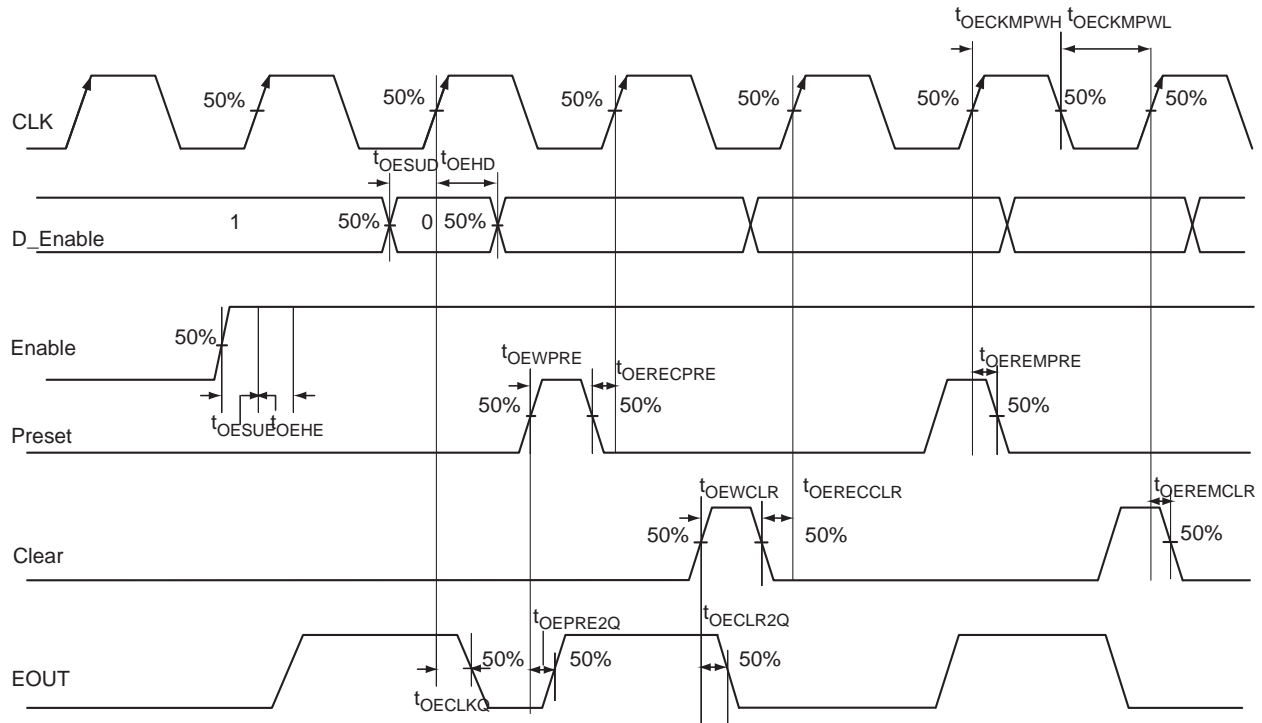 tOECKMPWH tOECKMPWL
50% 50% 50% 50% 50% 50% 50%
CLK
tOESUD tOEHD
1 50% 0 50%
D_Enable
50%
Enable
tOESUE tOEHE
tOEWPRE tOERECPRE tOEREMPRE
50% 50% 50%
Preset
tOEWCLR tOERECCLR tOEREMCLR
50% 50% 50%
Clear
tOEPRE2Q tOECLR2Q
50% 50% 50%
EOUT
tOECLKQ